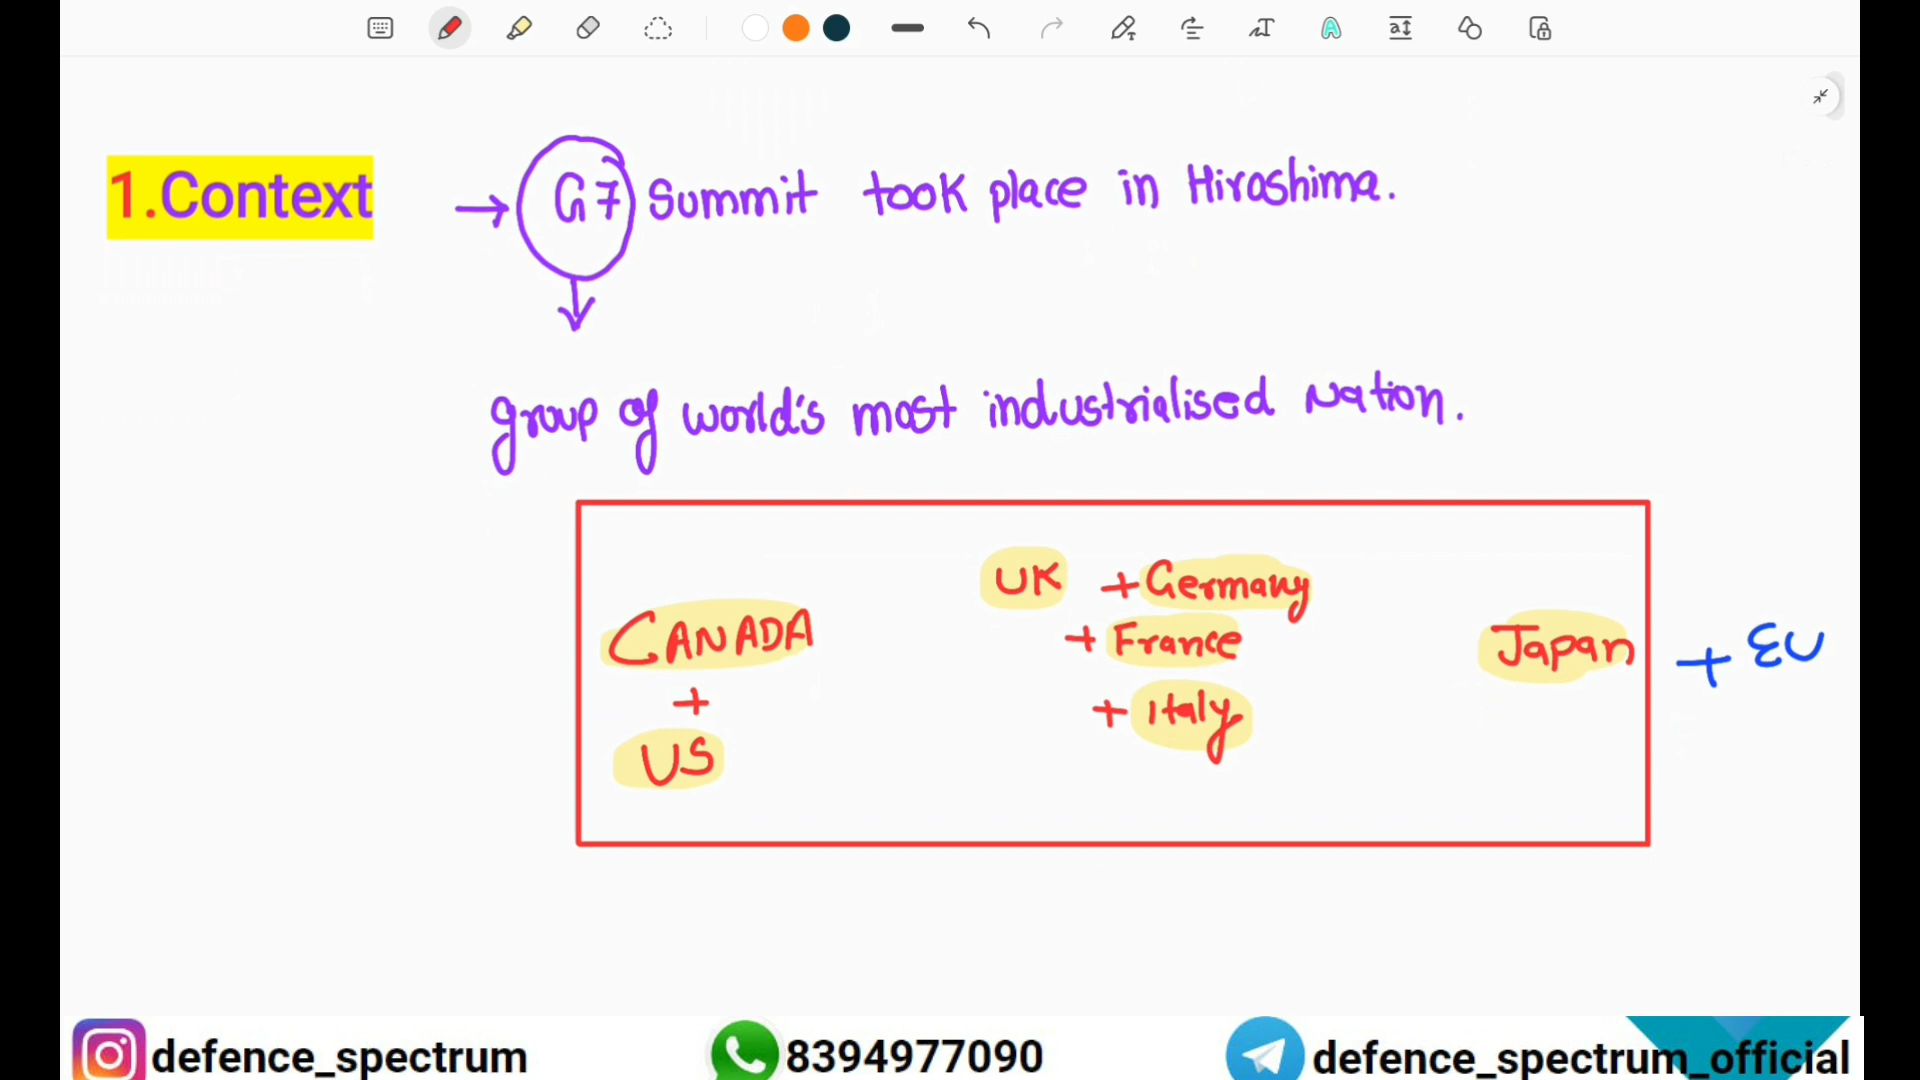 1.Context → G7 Summit took place in Hiroshima.
group of world's most industrialised Nation.
UK + Germany
CANADA + France Japan + EU
+ + Italy
US
defence_spectrum 8394977090 defence_spectrum_official